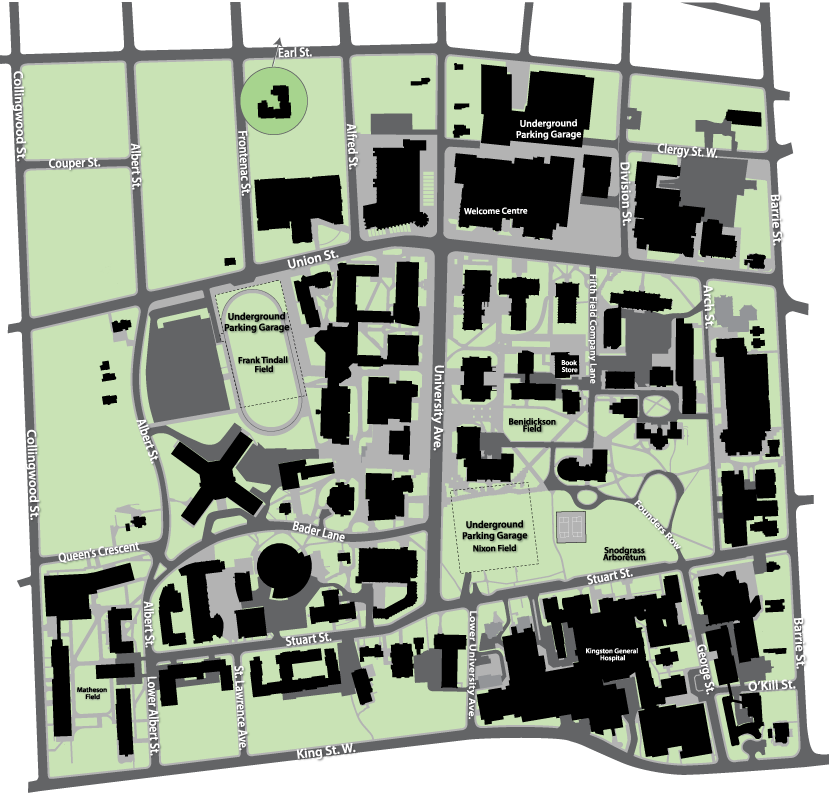 Earl St.
Collingwood St.
Underground
Parking Garage
Frontenac St.
Alfred St.
Albert St.
Couper St.
Clergy St. W.
Division St.
Barrie St.
Welcome Centre
Union St.
Fifth Field Company Lane
Arch St.
Underground
Parking Garage
Frank Tindall
Field
Book
Store
University Ave.
Benidickson
Field
Albert St.
Collingwood St.
Founders Row
Bader Lane
Underground
Parking Garage
Nixon Field
Queen's Crescent
Snodgrass
Arboretum
Stuart St.
Albert St.
Stuart St.
Lower University Ave.
Kingston General
Hospital
George St.
Barrie St.
Matheson
Field
Lower Albert St.
St. Lawrence Ave.
O'Kill St.
King St. W.